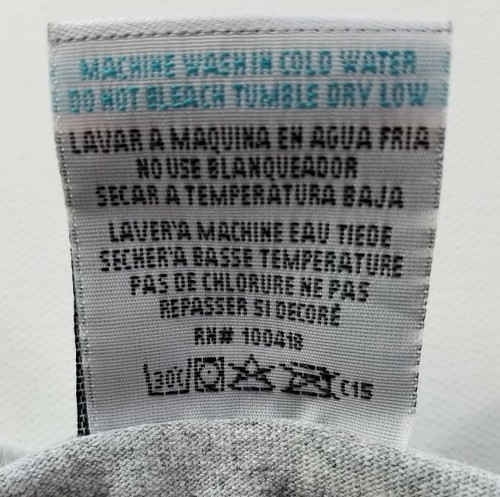 MACHINE WASH IN COLD WATER
DO NOT BLEACH TUMBLE DRY LOW
LAVAR A MAQUINA EN AGUA FRIA
NO USE BLANQUEADOR
SECAR A TEMPERATURA BAJA
LAVER'A MACHINE EAU TIEDE
SECHER'A BASSE TEMPERATURE
PAS DE CHLORURE NE PAS
REPASSER SI DECORÉ
RN# 100418
30C C15